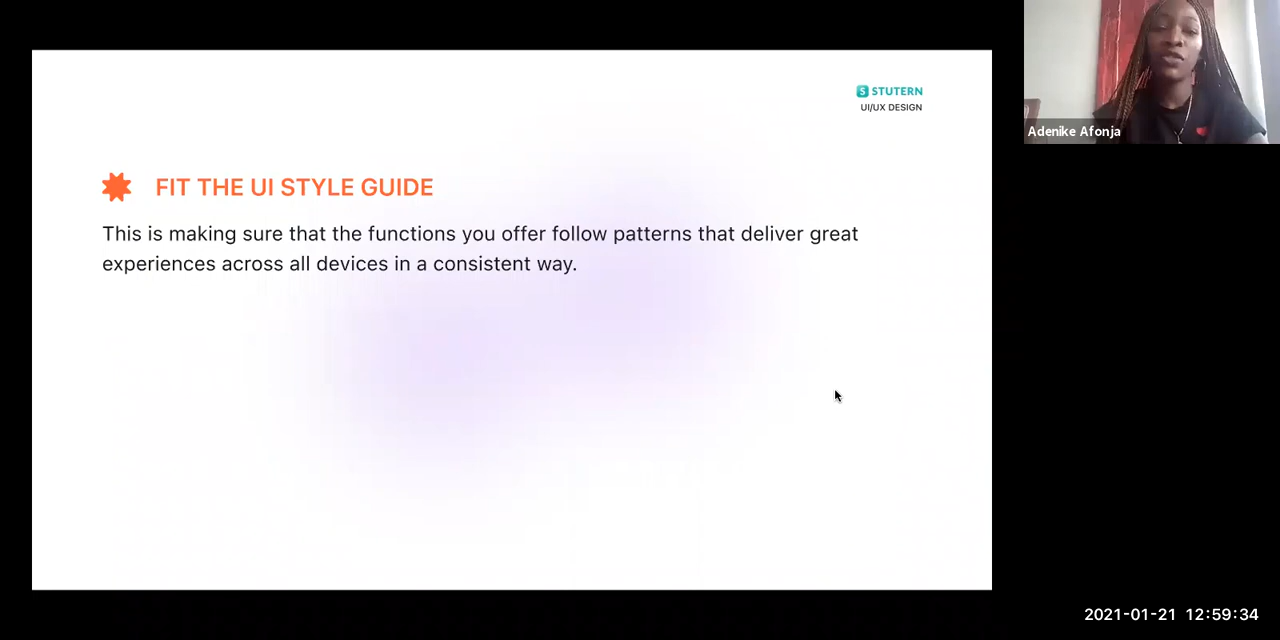 S STUTERN
UI/UX DESIGN
FIT THE UI STYLE GUIDE
This is making sure that the functions you offer follow patterns that deliver great
experiences across all devices in a consistent way.
Adenike Afonja
2021-01-21 12:59:34